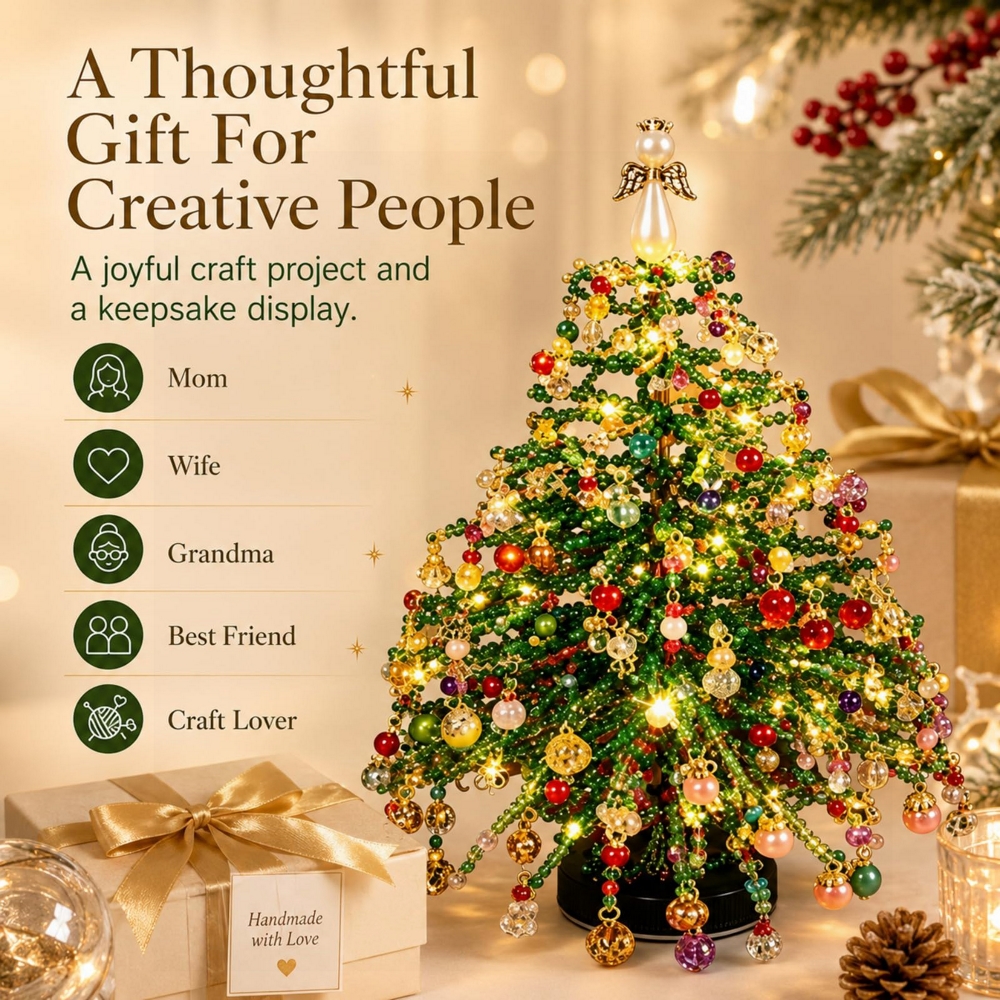 A Thoughtful
Gift For
Creative People
A joyful craft project and
a keepsake display.
Mom
Wife
Grandma
Best Friend
Craft Lover
Handmade
with Love